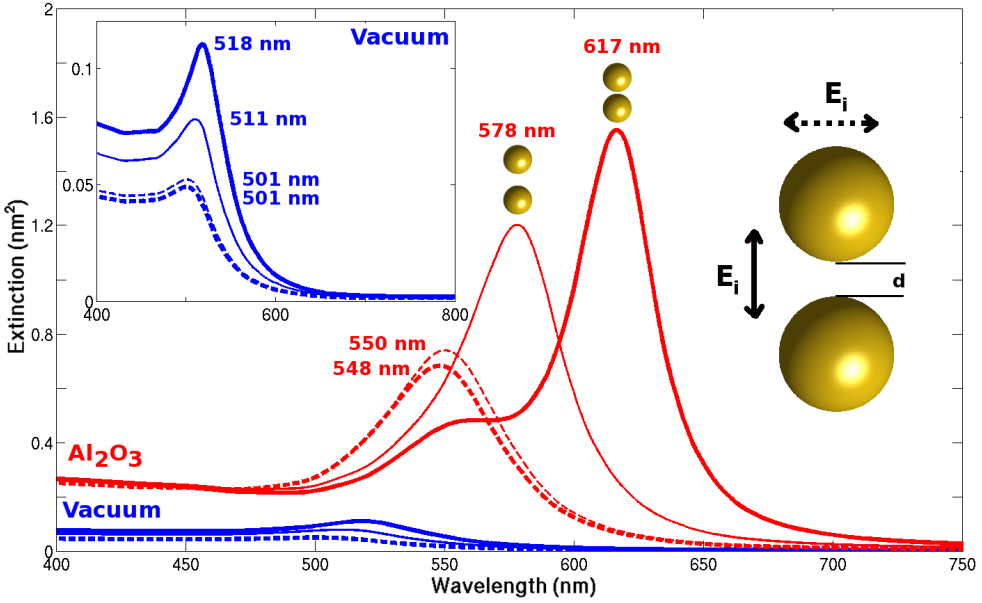 2
1.6
1.2
0.8
0.4
0
Extinction (nm²)
400
450
500
550
600
650
700
750
Wavelength (nm)
Vacuum
518 nm
511 nm
501 nm
501 nm
0.1
0.05
0
400
600
800
617 nm
578 nm
550 nm
548 nm
Al₂O₃
Vacuum
Eᵢ
Eᵢ
d